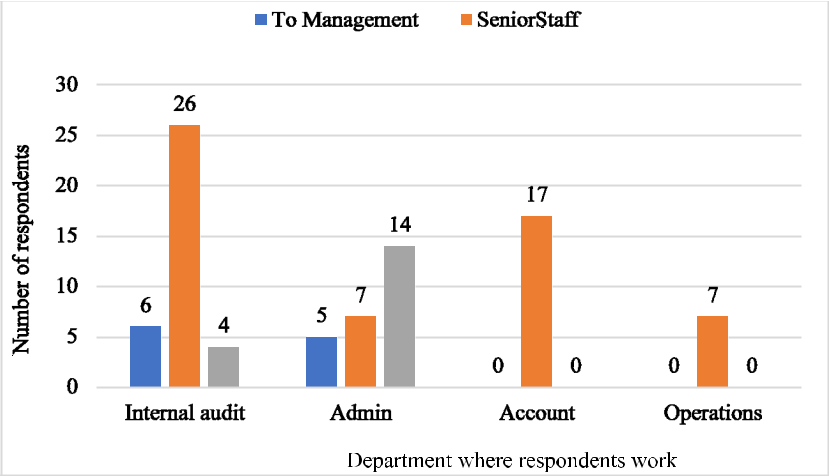 To Management SeniorStaff
Number of respondents
30
25
20
15
10
5
0
6 26 4
5 7 14
0 17 0
0 7 0
Internal audit Admin Account Operations
Department where respondents work